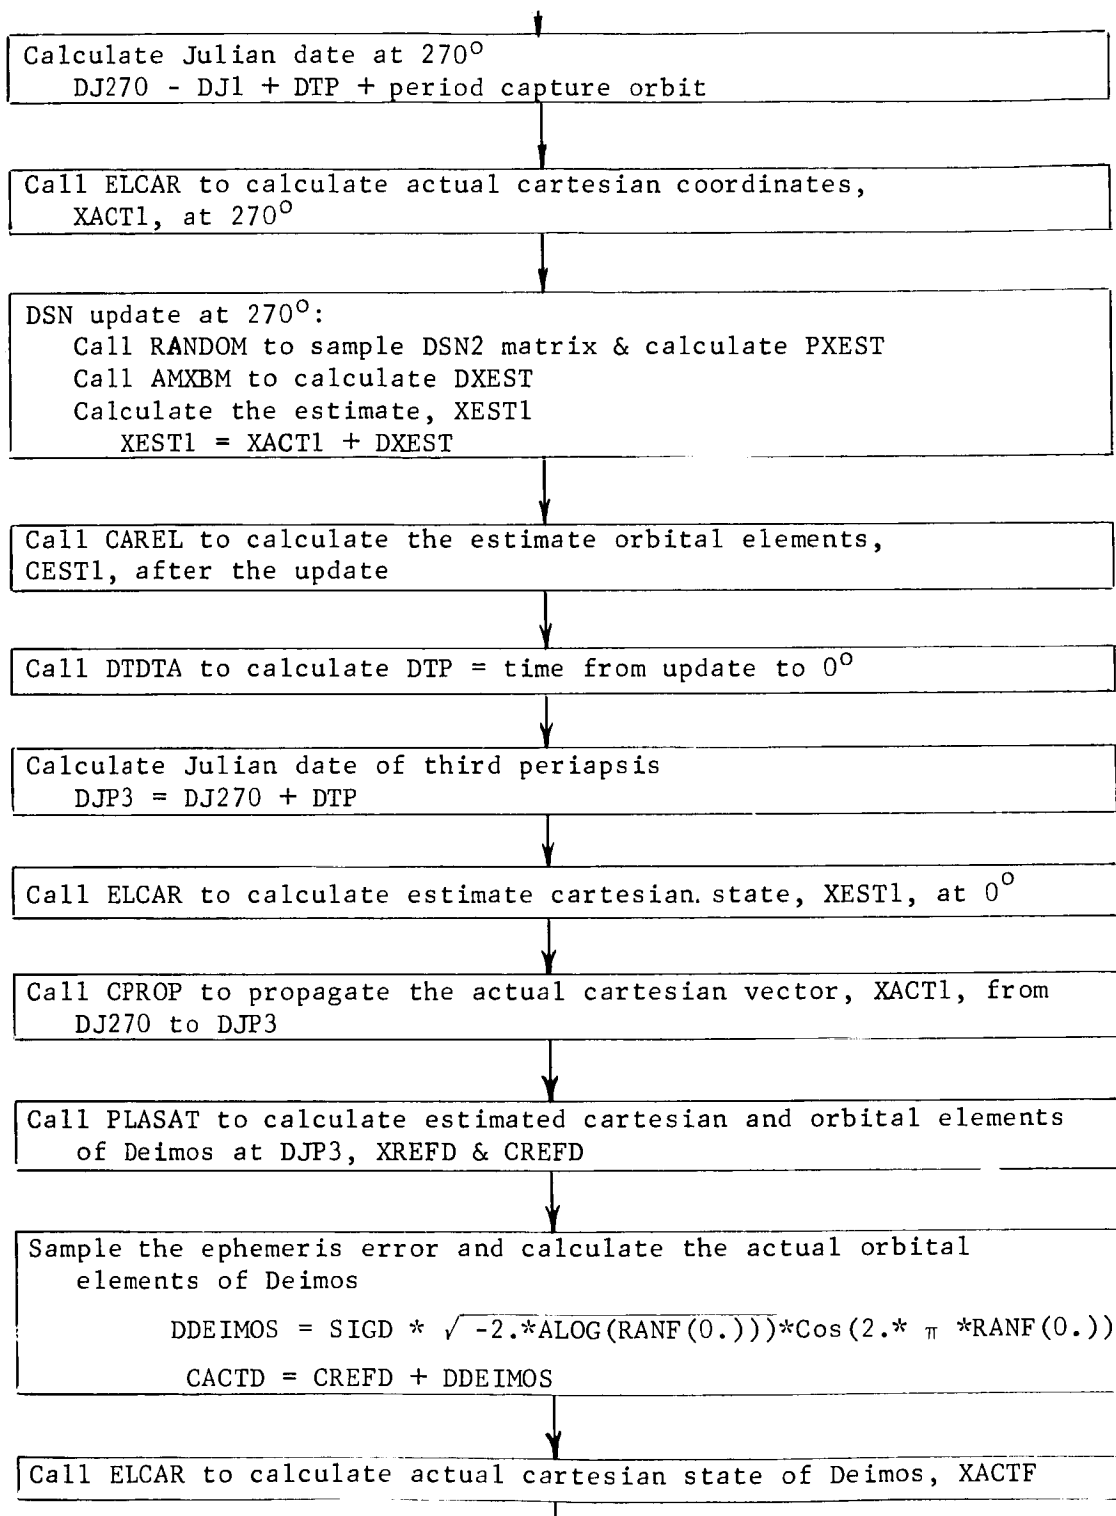 Calculate Julian date at 270°
DJ270 - DJ1 + DTP + period capture orbit
Call ELCAR to calculate actual cartesian coordinates,
XACT1, at 270°
DSN update at 270°:
Call RANDOM to sample DSN2 matrix & calculate PXEST
Call AMXBM to calculate DXEST
Calculate the estimate, XEST1
XEST1 = XACT1 + DXEST
Call CAREL to calculate the estimate orbital elements,
CEST1, after the update
Call DTDTA to calculate DTP = time from update to 0°
Calculate Julian date of third periapsis
DJP3 = DJ270 + DTP
Call ELCAR to calculate estimate cartesian. state, XEST1, at 0°
Call CPROP to propagate the actual cartesian vector, XACT1, from
DJ270 to DJP3
Call PLASAT to calculate estimated cartesian and orbital elements
of Deimos at DJP3, XREFD & CREFD
Sample the ephemeris error and calculate the actual orbital
elements of Deimos
DDEIMOS = SIGD * √-2.*ALOG(RANF(0.)))*Cos(2.* π *RANF(0.))
CACTD = CREFD + DDEIMOS
Call ELCAR to calculate actual cartesian state of Deimos, XACTF